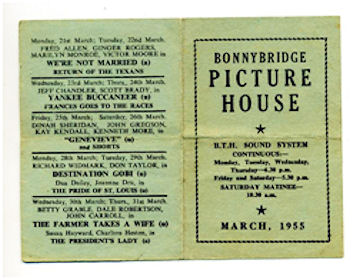 Monday, 21st March; Tuesday, 22nd March.
FRED ALLEN, GINGER ROGERS,
MARILYN MONROE, VICTOR MOORE in
WE'RE NOT MARRIED (a)
RETURN OF THE TEXANS
Wednesday, 23rd March; Thurs., 24th March,
JEFF CHANDLER, SCOTT BRADY, in
YANKEE BUCCANEER (u)
FRANCES GOES TO THE RACES
Friday, 25th March; Saturday, 26th March,
DINAH SHERIDAN, JOHN GREGSON,
KAY KENDALL, KENNETH MORE, in
"GENEVIEVE" (u)
and SHORTS
Monday, 28th March; Tuesday, 29th March.
RICHARD WIDMARK, DON TAYLOR, in
DESTINATION GOBI (u)
Dan Dailey, Joanne Dru, in
THE PRIDE OF ST. LOUIS (u)
Wednesday, 30th March; Thurs., 31st March.
BETTY GRABLE, DALE ROBERTSON,
JOHN CARROLL, in
THE FARMER TAKES A WIFE (u)
Susan Hayward, Charlton Heston, in
THE PRESIDENT'S LADY (a)
BONNYBRIDGE
PICTURE
HOUSE
B.T.H. SOUND SYSTEM
CONTINUOUS—
Monday, Tuesday, Wednesday,
Thursday—6.30 p.m.
Friday and Saturday—5.30 p.m.
SATURDAY MATINEE—
10.30 a.m.
MARCH, 1955